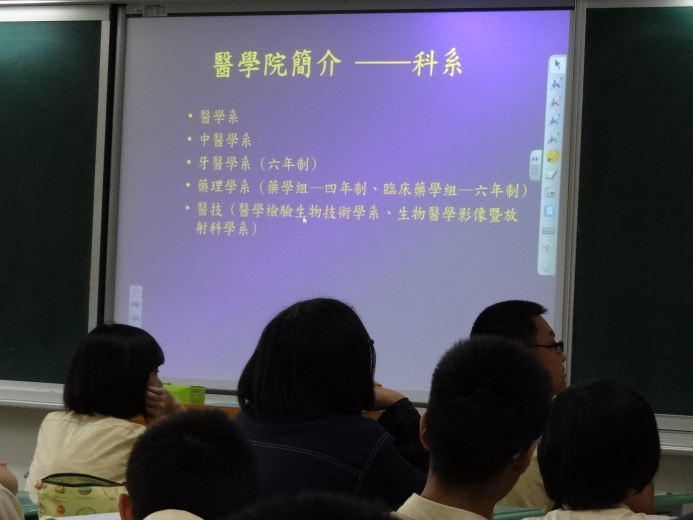 醫學院簡介 ——科系
• 醫學系
• 中醫學系
• 牙醫學系（六年制）
• 藥理學系（藥學組—四年制、臨床藥學組—六年制）
• 醫技（醫學檢驗生物技術學系、生物醫學影像暨放
射科學系）